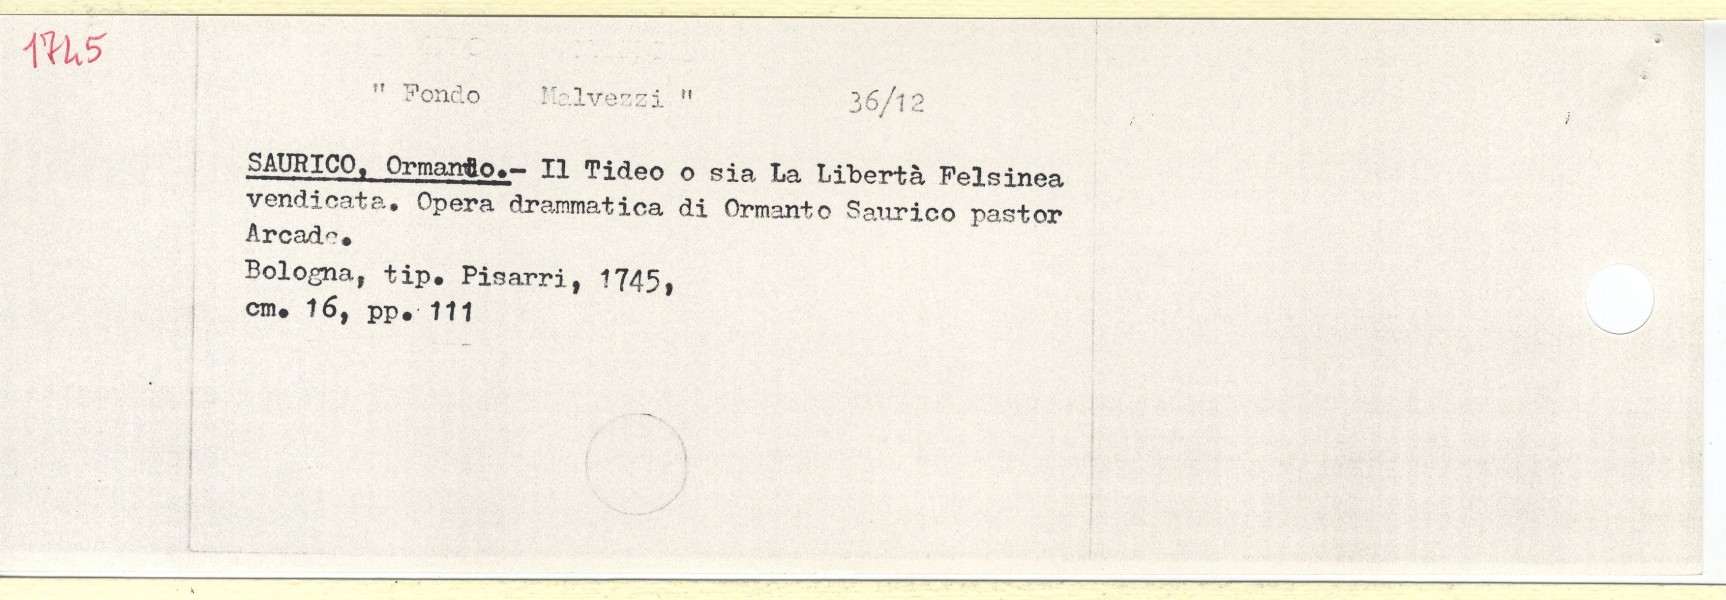 1745
" Fondo Malvezzi " 36/12
SAURICO, Ormanto.- Il Tideo o sia La Libertà Felsinea
vendicata. Opera drammatica di Ormanto Saurico pastor
Arcade.
Bologna, tip. Pisarri, 1745,
cm. 16, pp. 111